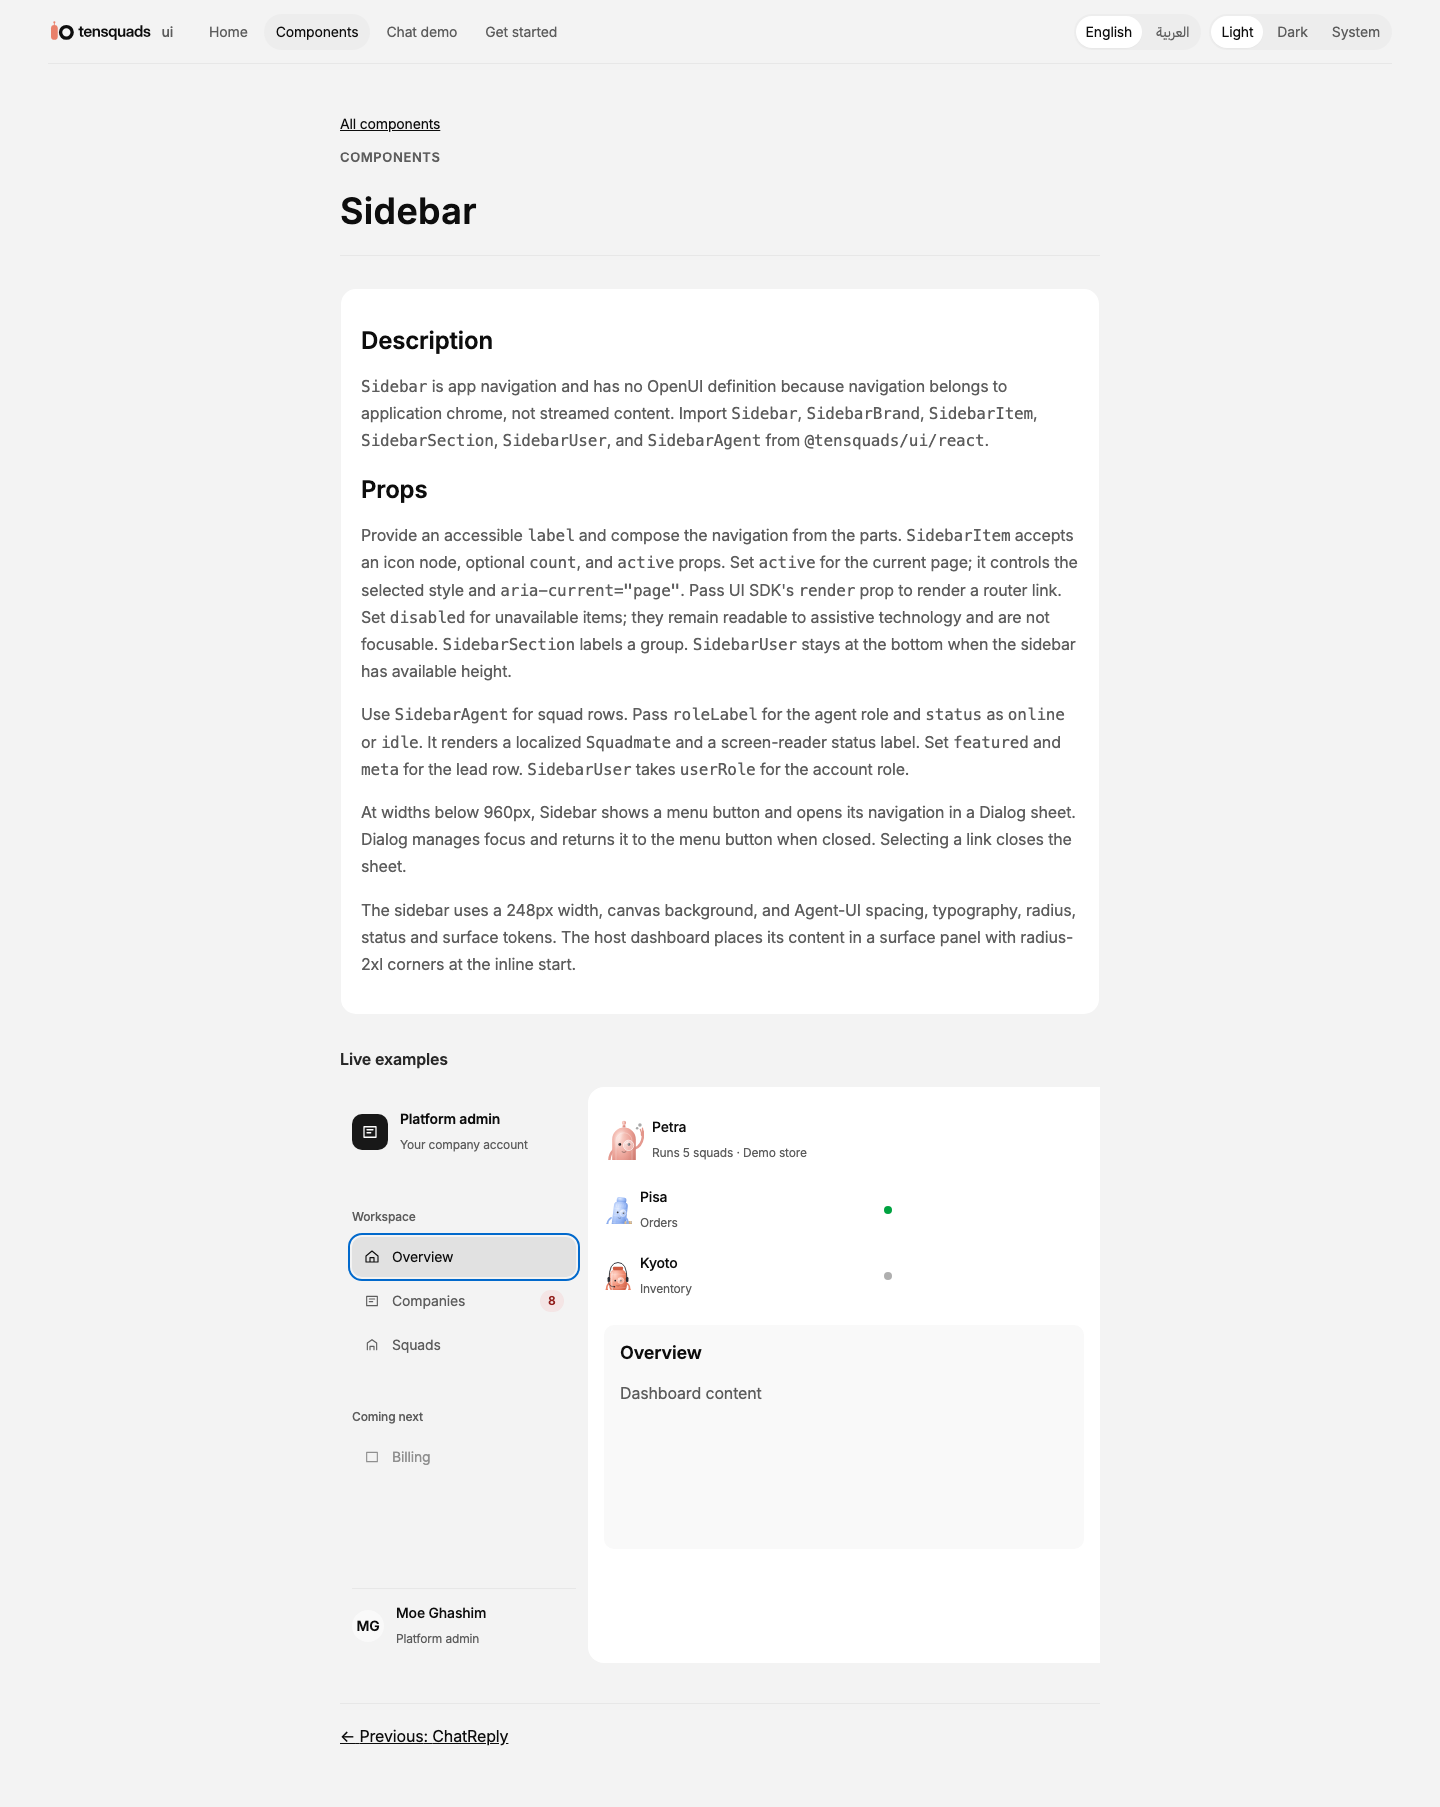 tensquads ui Home Components Chat demo Get started English العربية Light Dark System
All components
COMPONENTS
Sidebar
Description
Sidebar is app navigation and has no OpenUI definition because navigation belongs to
application chrome, not streamed content. Import Sidebar, SidebarBrand, SidebarItem,
SidebarSection, SidebarUser, and SidebarAgent from @tensquads/ui/react.
Props
Provide an accessible label and compose the navigation from the parts. SidebarItem accepts
an icon node, optional count, and active props. Set active for the current page; it controls the
selected style and aria-current="page". Pass UI SDK's render prop to render a router link.
Set disabled for unavailable items; they remain readable to assistive technology and are not
focusable. SidebarSection labels a group. SidebarUser stays at the bottom when the sidebar
has available height.
Use SidebarAgent for squad rows. Pass roleLabel for the agent role and status as online
or idle. It renders a localized Squadmate and a screen-reader status label. Set featured and
meta for the lead row. SidebarUser takes userRole for the account role.
At widths below 960px, Sidebar shows a menu button and opens its navigation in a Dialog sheet.
Dialog manages focus and returns it to the menu button when closed. Selecting a link closes the
sheet.
The sidebar uses a 248px width, canvas background, and Agent-UI spacing, typography, radius,
status and surface tokens. The host dashboard places its content in a surface panel with radius-
2xl corners at the inline start.
Live examples
Platform admin
Your company account
Workspace
Overview
Companies 8
Squads
Coming next
Billing
MG
Moe Ghashim
Platform admin
Petra
Runs 5 squads · Demo store
Pisa
Orders
Kyoto
Inventory
Overview
Dashboard content
← Previous: ChatReply